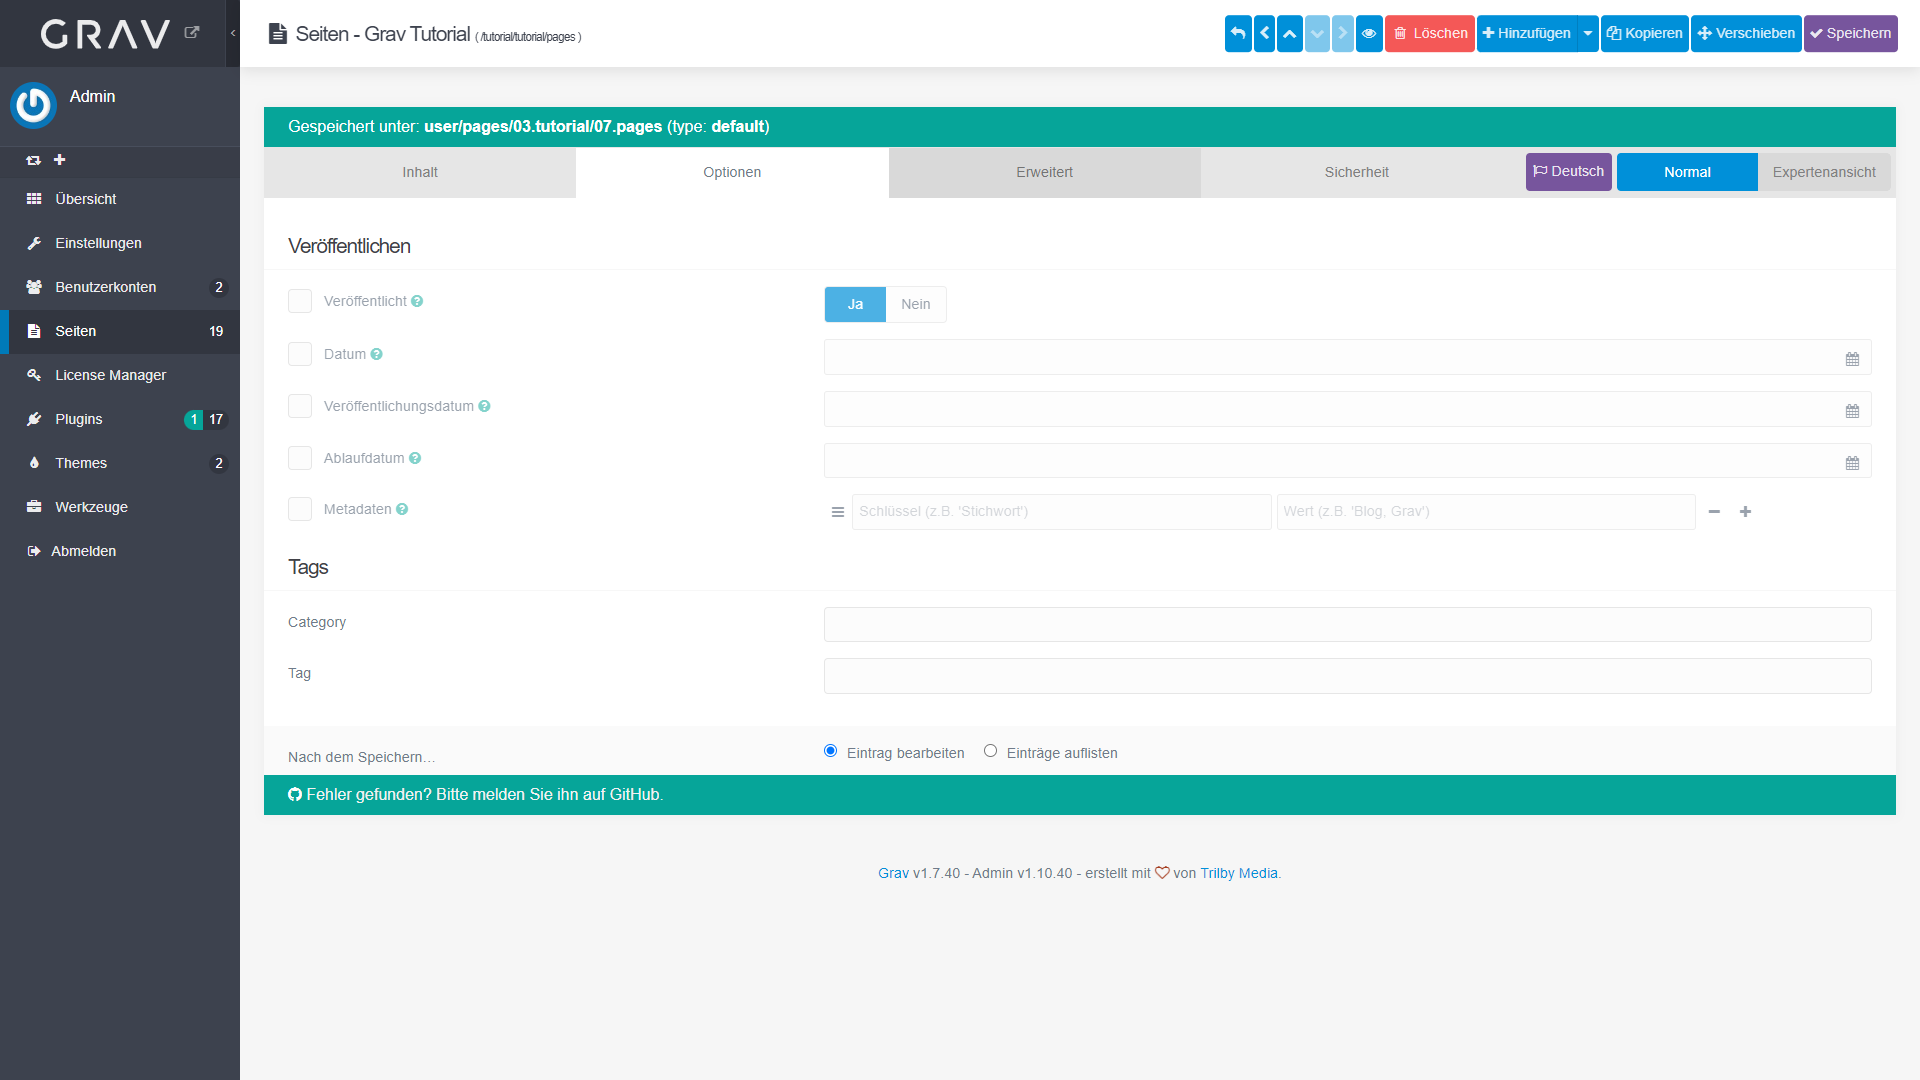 GRAV
Seiten - Grav Tutorial ( /tutorial/tutorial/pages )
Löschen
Hinzufügen
Kopieren
Verschieben
Speichern
Admin
Übersicht
Einstellungen
Benutzerkonten 2
Seiten 19
License Manager
Plugins 1 17
Themes 2
Werkzeuge
Abmelden
Gespeichert unter: user/pages/03.tutorial/07.pages (type: default)
Inhalt
Optionen
Erweitert
Sicherheit
Deutsch
Normal
Expertenansicht
Veröffentlichen
Veröffentlicht ?
Ja
Nein
Datum ?
Veröffentlichungsdatum ?
Ablaufdatum ?
Metadaten ?
Schlüssel (z.B. 'Stichwort')
Wert (z.B. 'Blog, Grav')
Tags
Category
Tag
Nach dem Speichern…
Eintrag bearbeiten
Einträge auflisten
Fehler gefunden? Bitte melden Sie ihn auf GitHub.
Grav v1.7.40 - Admin v1.10.40 - erstellt mit von Trilby Media.